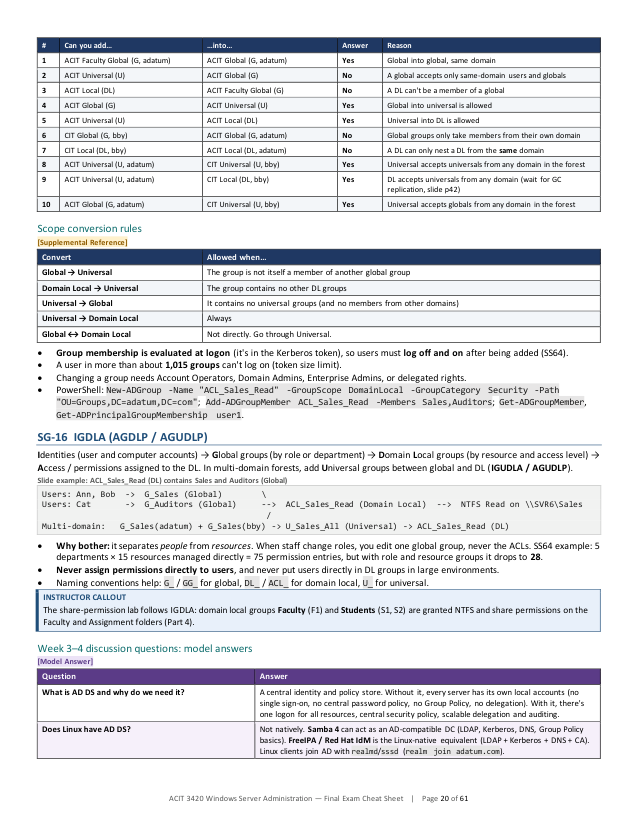 # Can you add… …into… Answer Reason
1 ACIT Faculty Global (G, adatum) ACIT Global (G, adatum) Yes Global into global, same domain
2 ACIT Universal (U) ACIT Global (G) No A global accepts only same-domain users and globals
3 ACIT Local (DL) ACIT Faculty Global (G) No A DL can't be a member of a global
4 ACIT Global (G) ACIT Universal (U) Yes Global into universal is allowed
5 ACIT Universal (U) ACIT Local (DL) Yes Universal into DL is allowed
6 CIT Global (G, bby) ACIT Global (G, adatum) No Global groups only take members from their own domain
7 CIT Local (DL, bby) ACIT Local (DL, adatum) No A DL can only nest a DL from the same domain
8 ACIT Universal (U, adatum) CIT Universal (U, bby) Yes Universal accepts universals from any domain in the forest
9 ACIT Universal (U, adatum) CIT Local (DL, bby) Yes DL accepts universals from any domain (wait for GC
replication, slide p42)
10 ACIT Global (G, adatum) CIT Universal (U, bby) Yes Universal accepts globals from any domain in the forest
Scope conversion rules
[Supplemental Reference]
Convert Allowed when…
Global → Universal The group is not itself a member of another global group
Domain Local → Universal The group contains no other DL groups
Universal → Global It contains no universal groups (and no members from other domains)
Universal → Domain Local Always
Global ↔ Domain Local Not directly. Go through Universal.
• Group membership is evaluated at logon (it's in the Kerberos token), so users must log off and on after being added (SS64).
• A user in more than about 1,015 groups can't log on (token size limit).
• Changing a group needs Account Operators, Domain Admins, Enterprise Admins, or delegated rights.
• PowerShell: New-ADGroup -Name "ACL_Sales_Read" -GroupScope DomainLocal -GroupCategory Security -Path
"OU=Groups,DC=adatum,DC=com"; Add-ADGroupMember ACL_Sales_Read -Members Sales,Auditors; Get-ADGroupMember,
Get-ADPrincipalGroupMembership user1.
SG-16 IGDLA (AGDLP / AGUDLP)
Identities (user and computer accounts) → Global groups (by role or department) → Domain Local groups (by resource and access level) →
Access / permissions assigned to the DL. In multi-domain forests, add Universal groups between global and DL (IGUDLA / AGUDLP).
Slide example: ACL_Sales_Read (DL) contains Sales and Auditors (Global)
Users: Ann, Bob -> G_Sales (Global) \
Users: Cat -> G_Auditors (Global) --> ACL_Sales_Read (Domain Local) --> NTFS Read on \\SVR6\Sales
/
Multi-domain: G_Sales(adatum) + G_Sales(bby) -> U_Sales_All (Universal) -> ACL_Sales_Read (DL)
• Why bother: it separates people from resources. When staff change roles, you edit one global group, never the ACLs. SS64 example: 5
departments × 15 resources managed directly = 75 permission entries, but with role and resource groups it drops to 28.
• Never assign permissions directly to users, and never put users directly in DL groups in large environments.
• Naming conventions help: G_ / GG_ for global, DL_ / ACL_ for domain local, U_ for universal.
INSTRUCTOR CALLOUT
The share-permission lab follows IGDLA: domain local groups Faculty (F1) and Students (S1, S2) are granted NTFS and share permissions on the
Faculty and Assignment folders (Part 4).
Week 3–4 discussion questions: model answers
[Model Answer]
Question Answer
What is AD DS and why do we need it? A central identity and policy store. Without it, every server has its own local accounts (no
single sign-on, no central password policy, no Group Policy, no delegation). With it, there's
one logon for all resources, central security policy, scalable delegation and auditing.
Does Linux have AD DS? Not natively. Samba 4 can act as an AD-compatible DC (LDAP, Kerberos, DNS, Group Policy
basics). FreeIPA / Red Hat IdM is the Linux-native equivalent (LDAP + Kerberos + DNS + CA).
Linux clients join AD with realmd/sssd (realm join adatum.com).
ACIT 3420 Windows Server Administration — Final Exam Cheat Sheet | Page 20 of 61